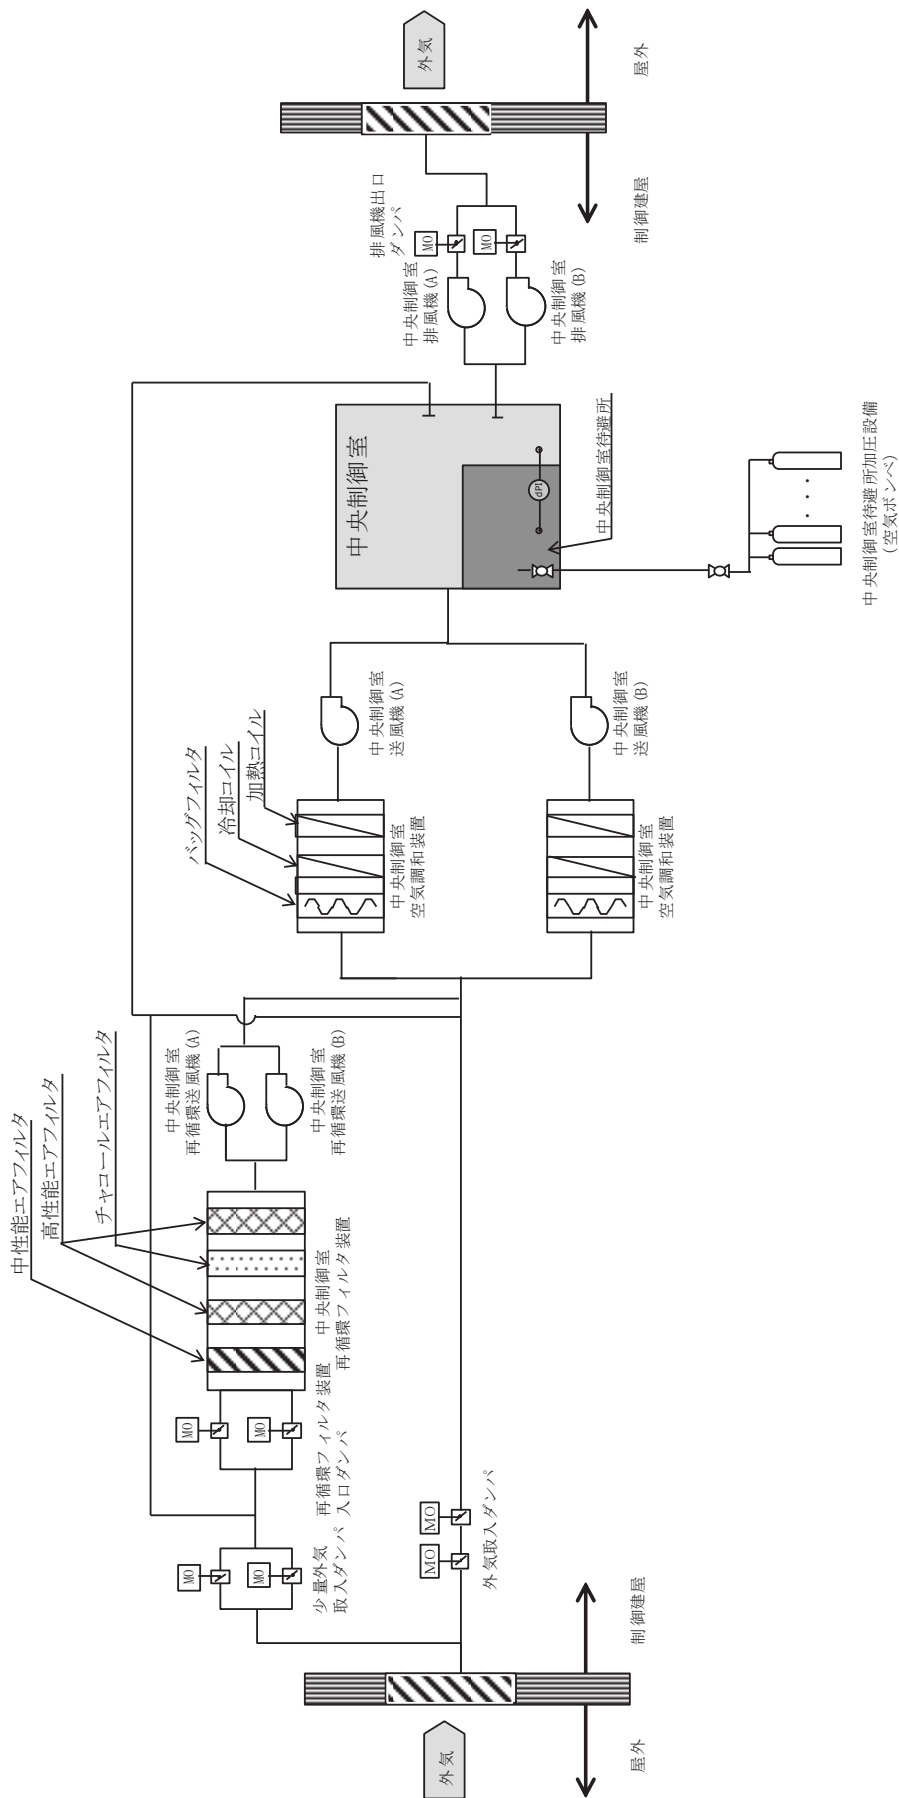 外気
屋外
制御建屋
MO
MO
少量外気
取入ダンパ
MO
MO
外気取入ダンパ
MO
MO
再循環フィルタ装置
入口ダンパ
中性能エアフィルタ
高性能エアフィルタ
チャコールエアフィルタ
中央制御室
再循環フィルタ装置
中央制御室
再循環送風機(A)
中央制御室
再循環送風機(B)
バッグフィルタ
冷却コイル
加熱コイル
中央制御室
空気調和装置
中央制御室
空気調和装置
中央制御室
送風機(A)
中央制御室
送風機(B)
中央制御室
dPI
中央制御室待避所
中央制御室待避所加圧設備
(空気ボンベ)
中央制御室
排風機(A)
中央制御室
排風機(B)
MO
MO
排風機出口
ダンパ
制御建屋
屋外
外気